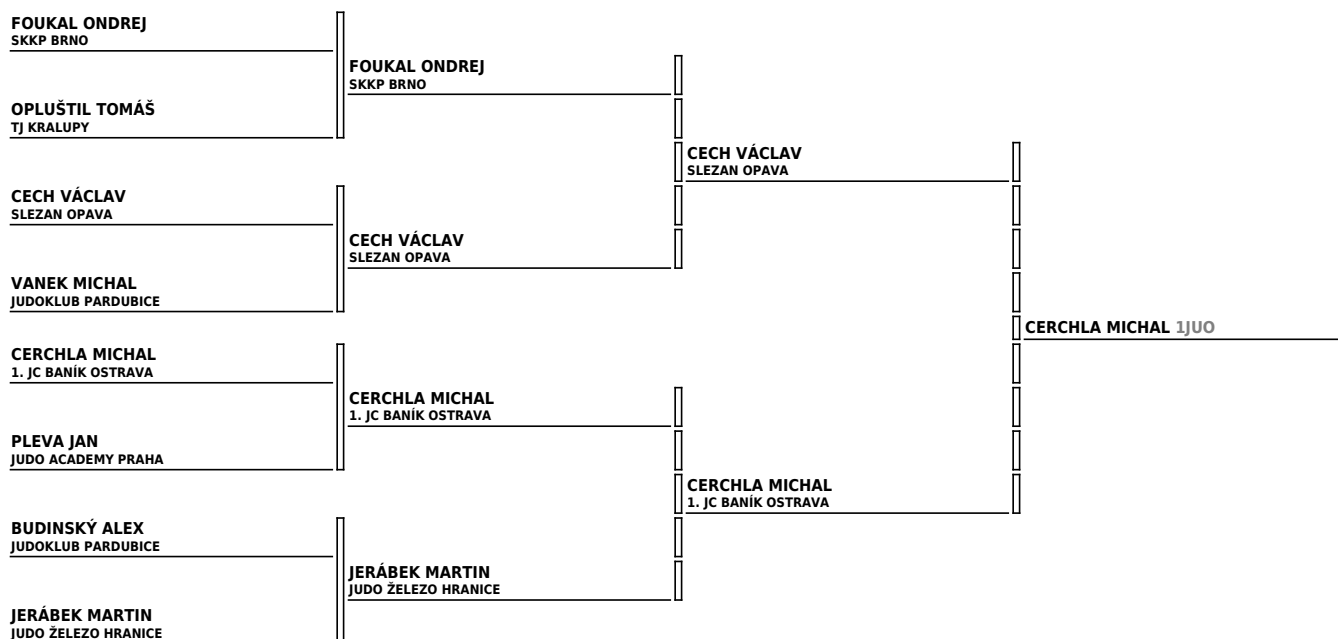 FOUKAL ONDREJ
SKKP BRNO
OPLUŠTIL TOMÁŠ
TJ KRALUPY
CECH VÁCLAV
SLEZAN OPAVA
VANEK MICHAL
JUDOKLUB PARDUBICE
CERCHLA MICHAL
1. JC BANÍK OSTRAVA
PLEVA JAN
JUDO ACADEMY PRAHA
BUDINSKÝ ALEX
JUDOKLUB PARDUBICE
JERÁBEK MARTIN
JUDO ŽELEZO HRANICE
FOUKAL ONDREJ
SKKP BRNO
CECH VÁCLAV
SLEZAN OPAVA
CERCHLA MICHAL
1. JC BANÍK OSTRAVA
JERÁBEK MARTIN
JUDO ŽELEZO HRANICE
CECH VÁCLAV
SLEZAN OPAVA
CERCHLA MICHAL
1. JC BANÍK OSTRAVA
CERCHLA MICHAL 1JUO